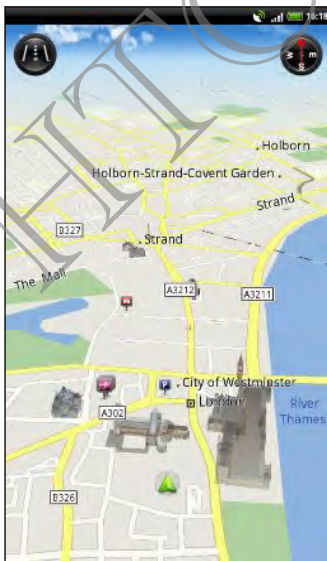 16:18
Holborn
Holborn-Strand-Covent Garden
Strand
B327
Strand
The Mall
A3212
A3211
P
City of Westminster
London
A302
River
Thames
B326